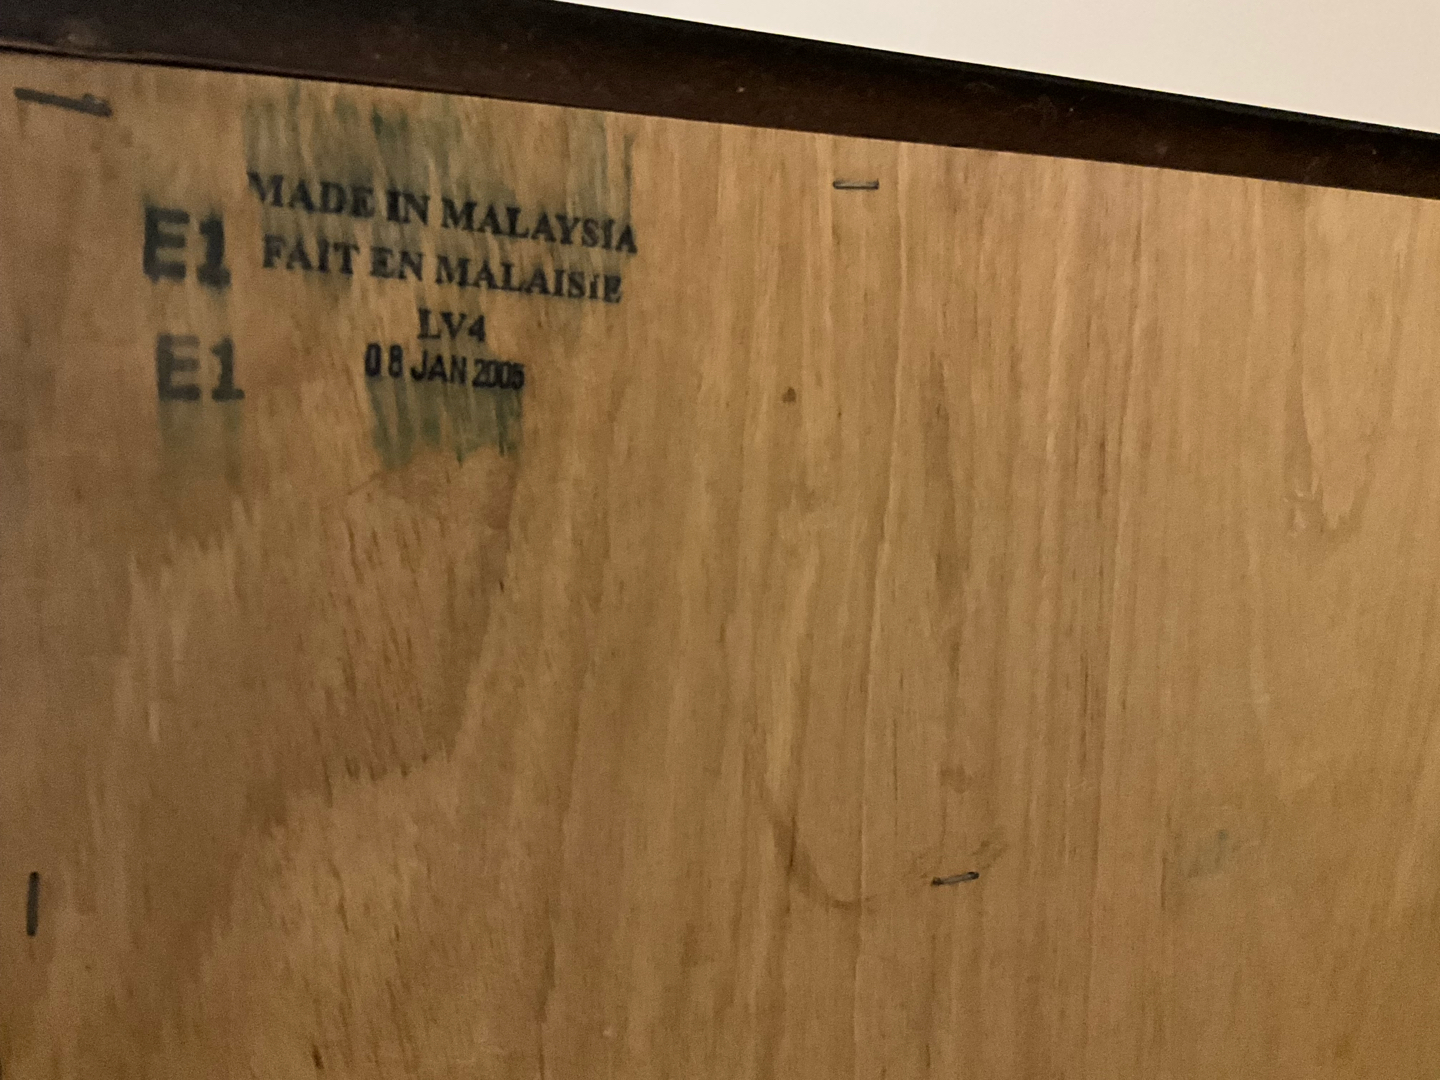 MADE IN MALAYSIA
FAIT EN MALAISIE
LV4
08 JAN 2005
E1
E1